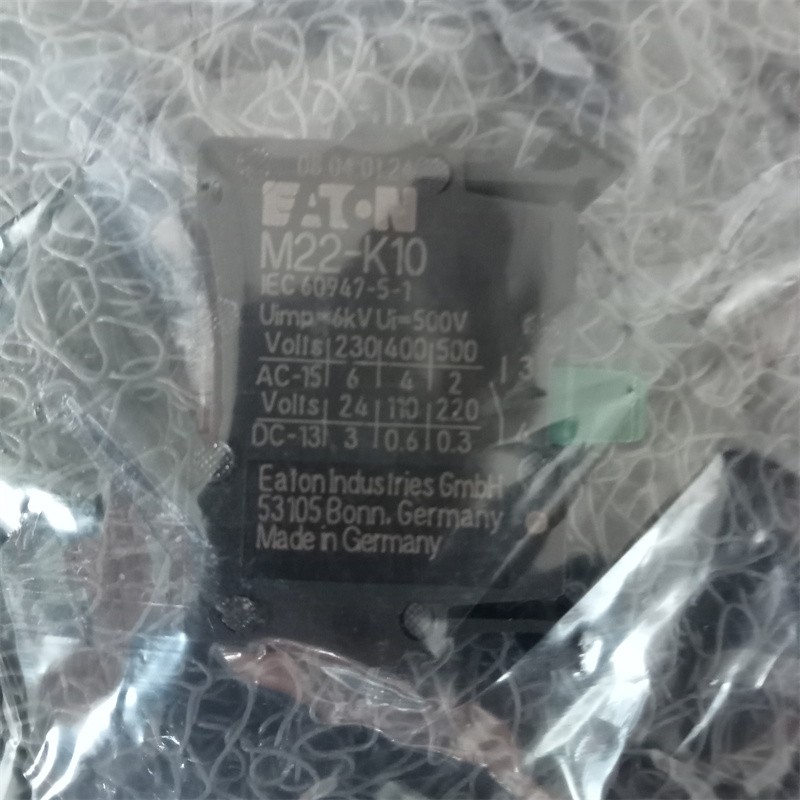 EATON
M22-K10
IEC 60947-5-1
Uimp=6kV Ui=500V
Volts 230 400 500
AC-15 6 4 2
Volts 24 110 220
DC-13 3 0.6 0.3
3
4
Eaton Industries GmbH
53105 Bonn, Germany
Made in Germany